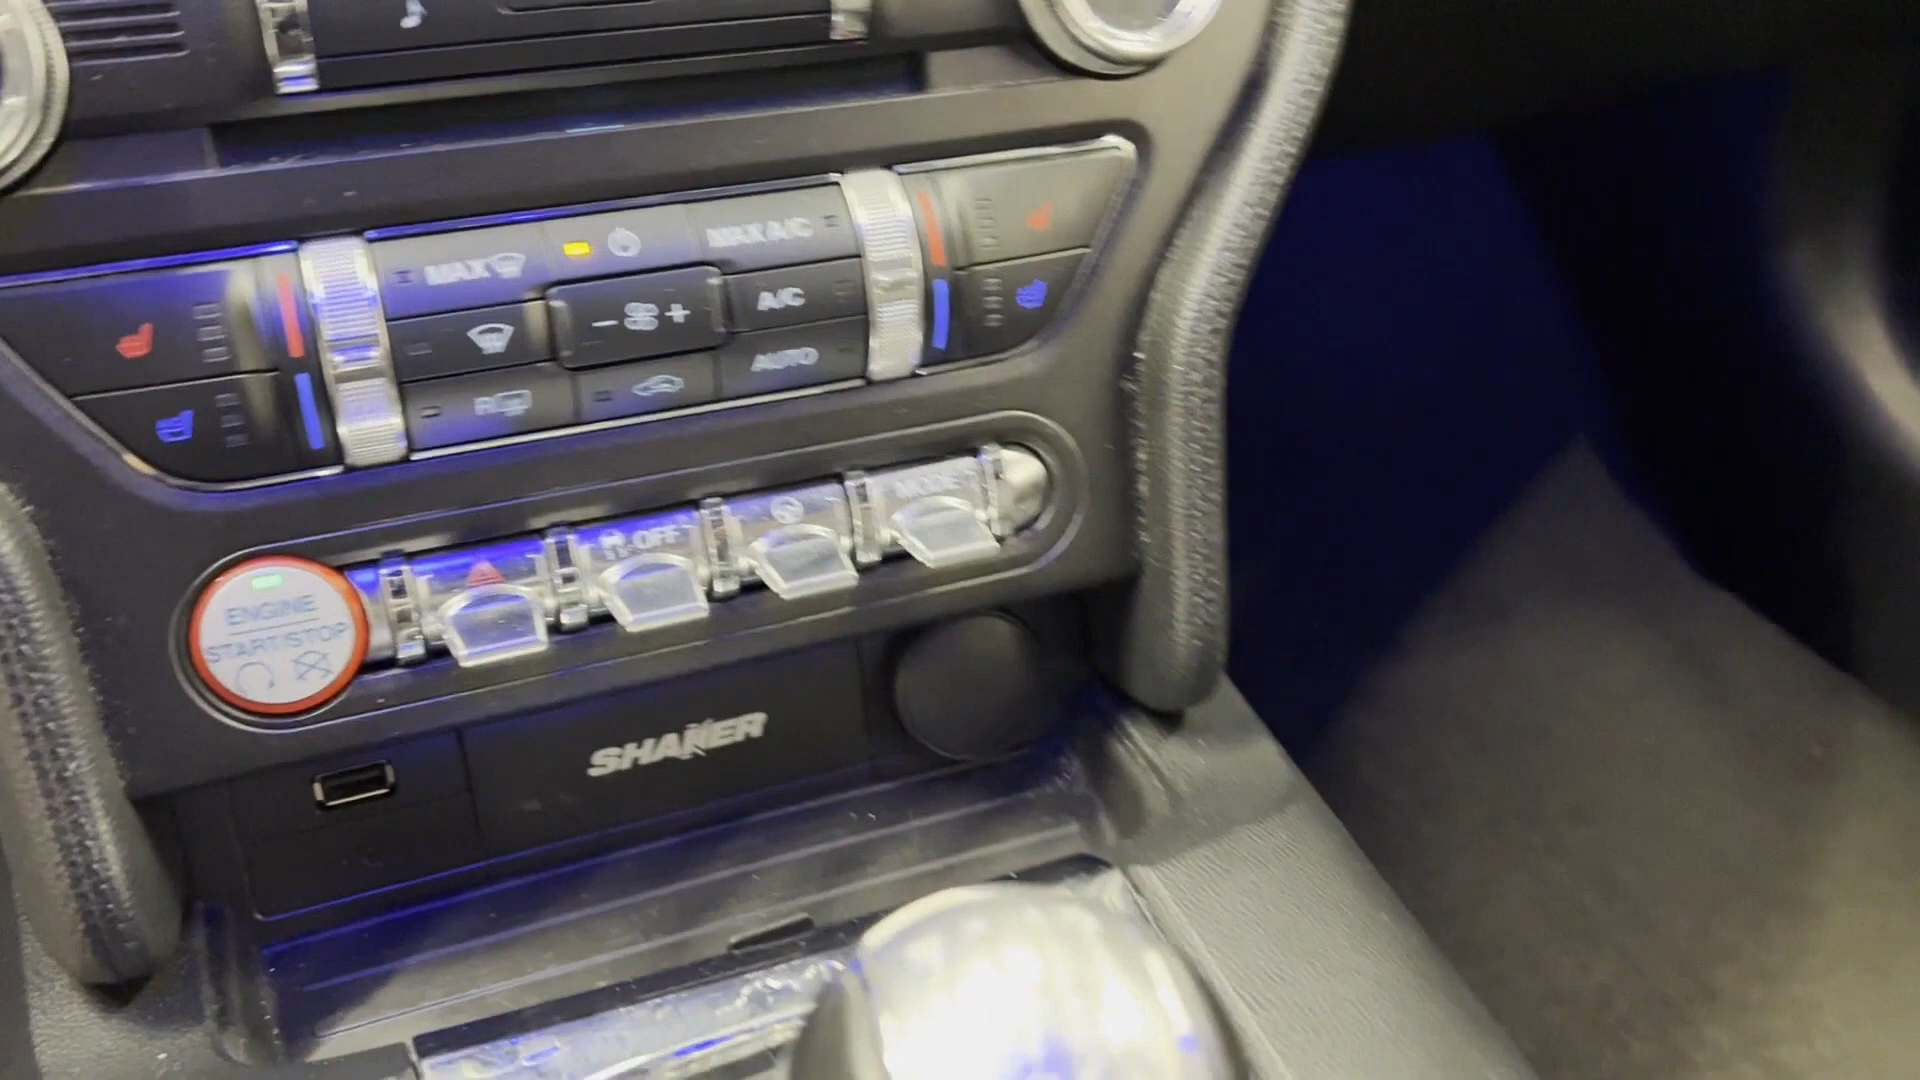 MAX
MAX A/C
A/C
R
AUTO
MODE
OFF
ENGINE
START/STOP
SHAKER